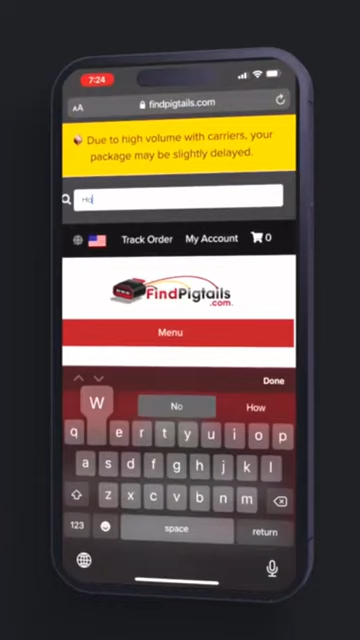 7:24
AA
findpigtails.com
Due to high volume with carriers, your
package may be slightly delayed.
Ho
Track Order
My Account
0
FindPigtails
.com.
Menu
Done
W
No
How
q e r t y u i o p
a s d f g h j k l
z x c v b n m
123
space
return